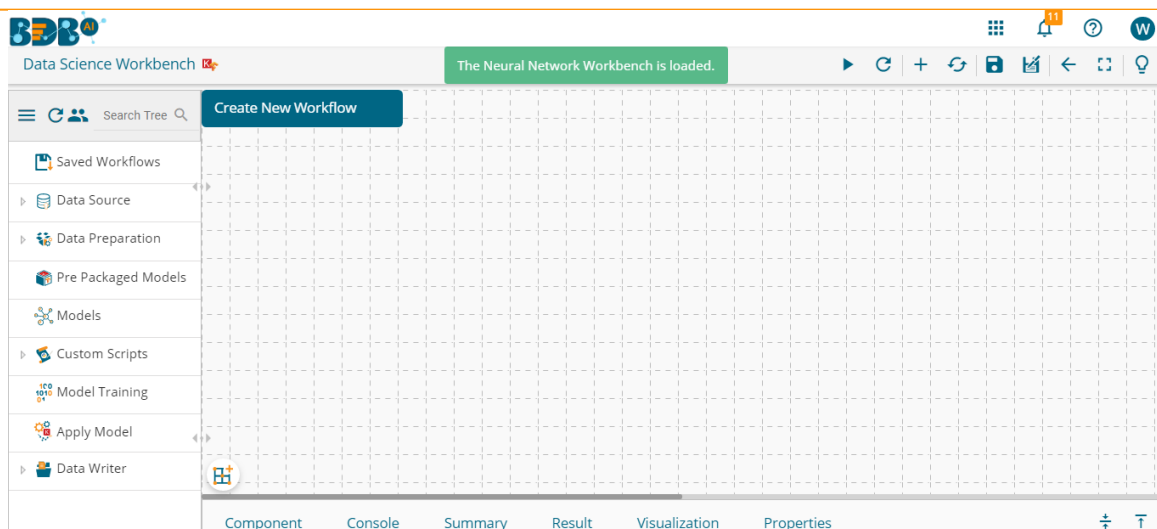 BDB AI
11
W
Data Science Workbench
The Neural Network Workbench is loaded.
Search Tree
Create New Workflow
Saved Workflows
Data Source
Data Preparation
Pre Packaged Models
Models
Custom Scripts
Model Training
Apply Model
Data Writer
Component Console Summary Result Visualization Properties